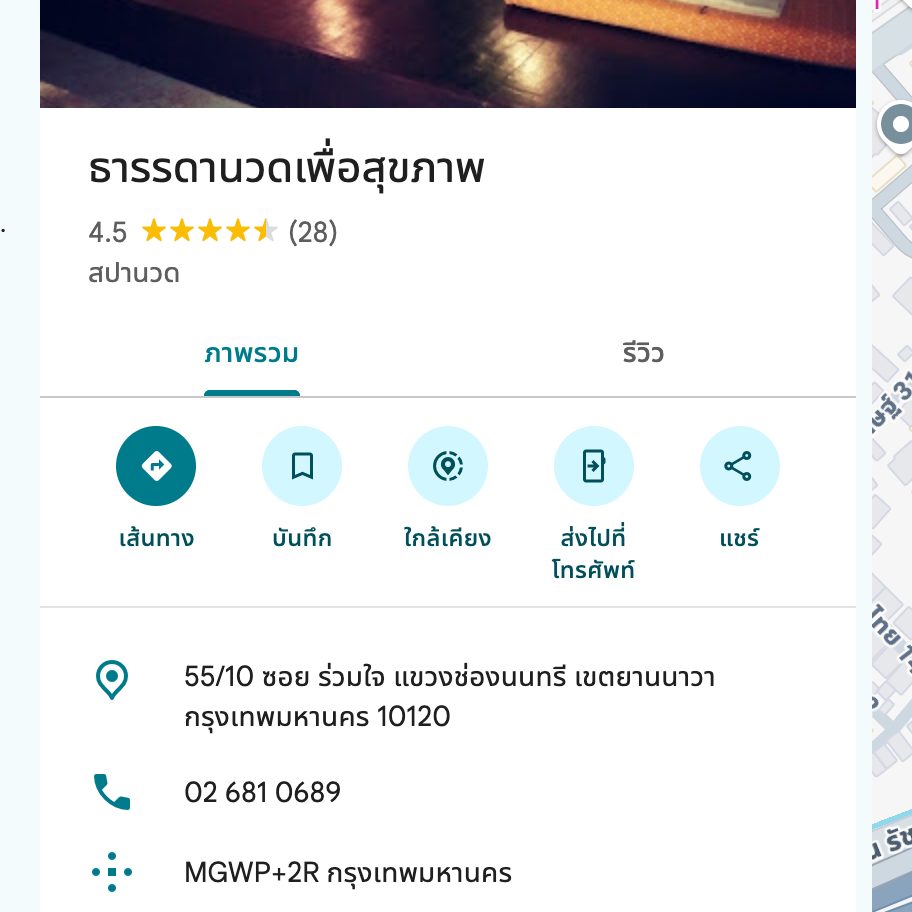 ธารรดานวดเพื่อสุขภาพ
4.5 (28)
สปานวด
ภาพรวม รีวิว
เส้นทาง บันทึก ใกล้เคียง ส่งไปที่โทรศัพท์ แชร์
55/10 ซอย ร่วมใจ แขวงช่องนนทรี เขตยานนาวา
กรุงเทพมหานคร 10120
02 681 0689
MGWP+2R กรุงเทพมหานคร